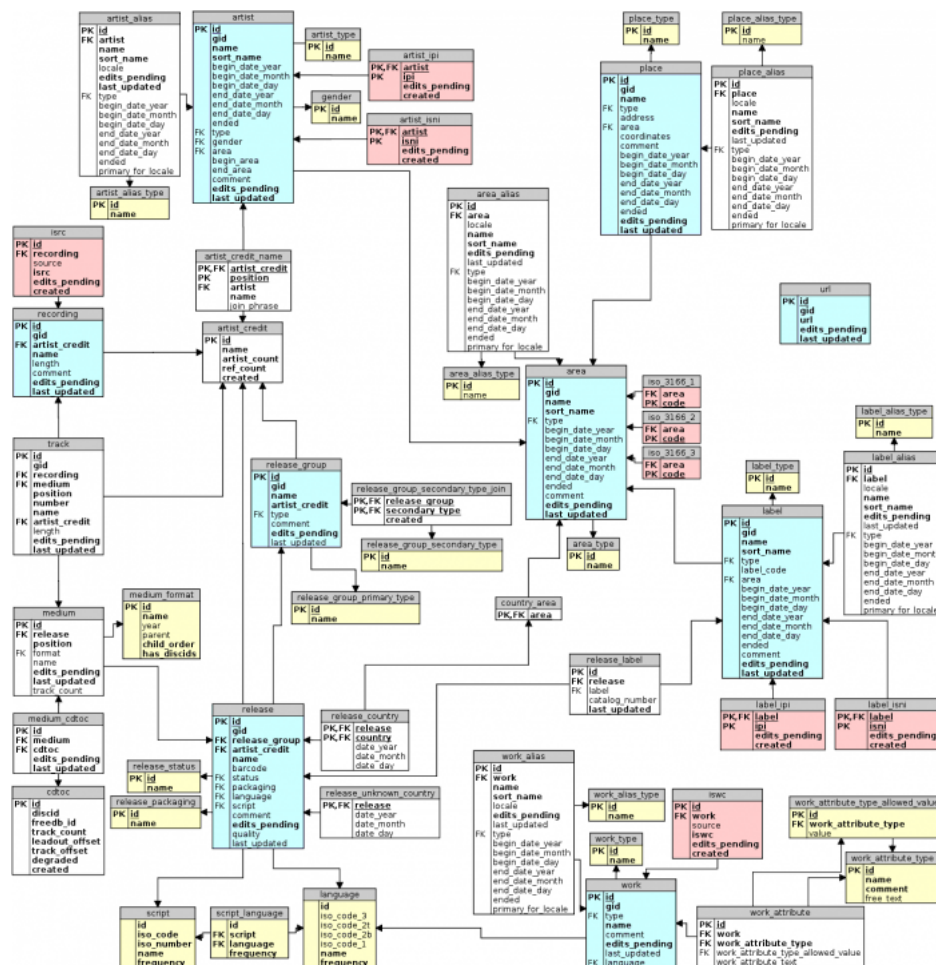 artist_alias
PK id
FK artist
name
sort_name
locale
edits_pending
last_updated
FK type
begin_date_year
begin_date_month
begin_date_day
end_date_year
end_date_month
end_date_day
ended
primary_for_locale
artist
PK id
gid
name
sort_name
begin_date_year
begin_date_month
begin_date_day
end_date_year
end_date_month
end_date_day
ended
FK type
FK gender
FK area
begin_area
end_area
comment
edits_pending
last_updated
artist_type
PK id
name
gender
PK id
name
artist_ipi
PK,FK artist
PK ipi
edits_pending
created
artist_isni
PK,FK artist
PK isni
edits_pending
created
place_type
PK id
name
place_alias_type
PK id
name
place
PK id
gid
name
FK type
address
FK area
coordinates
comment
begin_date_year
begin_date_month
begin_date_day
end_date_year
end_date_month
end_date_day
ended
edits_pending
last_updated
place_alias
PK id
FK place
locale
name
sort_name
edits_pending
last_updated
FK type
begin_date_year
begin_date_month
begin_date_day
end_date_year
end_date_month
end_date_day
ended
primary_for_locale
artist_alias_type
PK id
name
area_alias
PK id
FK area
locale
name
sort_name
edits_pending
last_updated
FK type
begin_date_year
begin_date_month
begin_date_day
end_date_year
end_date_month
end_date_day
ended
primary_for_locale
isrc
PK id
FK recording
source
isrc
edits_pending
created
artist_credit_name
PK,FK artist_credit
PK position
FK artist
name
join_phrase
url
PK id
gid
url
edits_pending
last_updated
recording
PK id
gid
FK artist_credit
name
length
comment
edits_pending
last_updated
artist_credit
PK id
name
artist_count
ref_count
created
area_alias_type
PK id
name
area
PK id
gid
name
sort_name
FK type
begin_date_year
begin_date_month
begin_date_day
end_date_year
end_date_month
end_date_day
ended
comment
edits_pending
last_updated
iso_3166_1
FK area
PK code
iso_3166_2
FK area
PK code
iso_3166_3
FK area
PK code
label_alias_type
PK id
name
track
PK id
gid
FK recording
FK medium
position
number
name
FK artist_credit
length
edits_pending
last_updated
release_group
PK id
gid
name
FK artist_credit
FK type
comment
edits_pending
last_updated
release_group_secondary_type_join
PK,FK release_group
PK,FK secondary_type
created
release_group_secondary_type
PK id
name
area_type
PK id
name
label_type
PK id
name
label_alias
PK id
FK label
locale
name
sort_name
edits_pending
last_updated
FK type
begin_date_year
begin_date_month
begin_date_day
end_date_year
end_date_month
end_date_day
ended
primary_for_locale
label
PK id
gid
name
sort_name
FK type
label_code
FK area
begin_date_year
begin_date_month
begin_date_day
end_date_year
end_date_month
end_date_day
ended
comment
edits_pending
last_updated
medium
PK id
FK release
position
FK format
name
edits_pending
last_updated
track_count
medium_format
PK id
name
year
parent
child_order
has_discids
release_group_primary_type
PK id
name
country_area
PK,FK area
release_label
PK id
FK release
FK label
catalog_number
last_updated
medium_cdtoc
PK id
FK medium
FK cdtoc
edits_pending
last_updated
release
PK id
gid
FK release_group
FK artist_credit
name
barcode
FK status
FK packaging
FK language
FK script
comment
edits_pending
quality
last_updated
release_country
PK,FK release
PK,FK country
date_year
date_month
date_day
label_ipi
PK,FK label
PK ipi
edits_pending
created
label_isni
PK,FK label
PK isni
edits_pending
created
cdtoc
PK id
discid
freedb_id
track_count
leadout_offset
track_offset
degraded
created
release_status
PK id
name
release_packaging
PK id
name
release_unknown_country
PK,FK release
date_year
date_month
date_day
work_alias
PK id
FK work
name
sort_name
locale
edits_pending
last_updated
FK type
begin_date_year
begin_date_month
begin_date_day
end_date_year
end_date_month
end_date_day
ended
primary_for_locale
work_alias_type
PK id
name
work_type
PK id
name
iswc
PK id
FK work
source
iswc
edits_pending
created
work_attribute_type_allowed_value
PK id
FK work_attribute_type
value
work_attribute_type
PK id
name
comment
free_text
script
id
iso_code
iso_number
name
frequency
script_language
PK id
FK script
FK language
frequency
language
id
iso_code_3
iso_code_2t
iso_code_2b
iso_code_1
name
frequency
work
PK id
gid
FK type
name
comment
edits_pending
last_updated
FK language
work_attribute
PK id
FK work
FK work_attribute_type
FK work_attribute_type_allowed_value
work_attribute_text